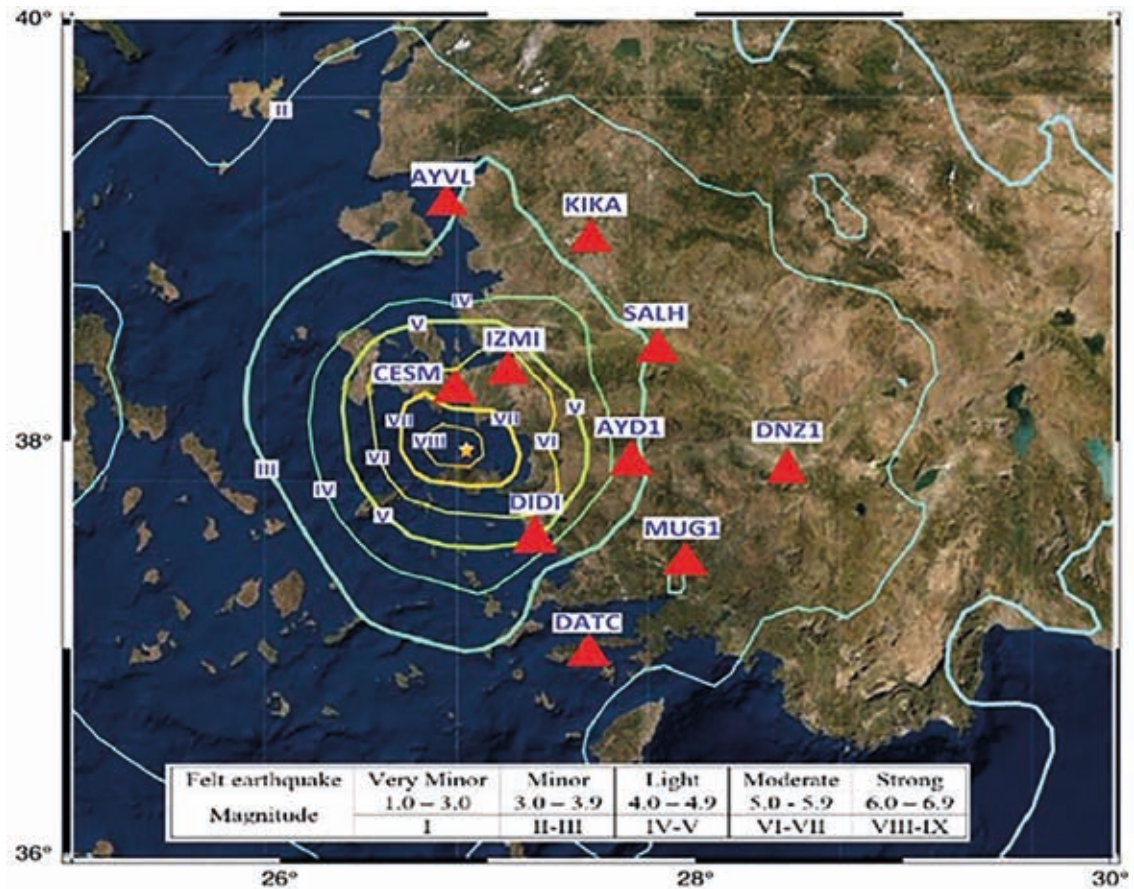 40°
II
AYVL
KIKA
IV
SALH
V
IZMI
CESM
VII
VII
V
AYD1
38°
VIII
VI
DNZ1
VI
III
IV
DIDI
V
MUG1
DATC
Felt earthquake Very Minor Minor Light Moderate Strong
Magnitude 1.0 – 3.0 3.0 – 3.9 4.0 – 4.9 5.0 - 5.9 6.0 – 6.9
I II-III IV-V VI-VII VIII-IX
36°
26° 28° 30°